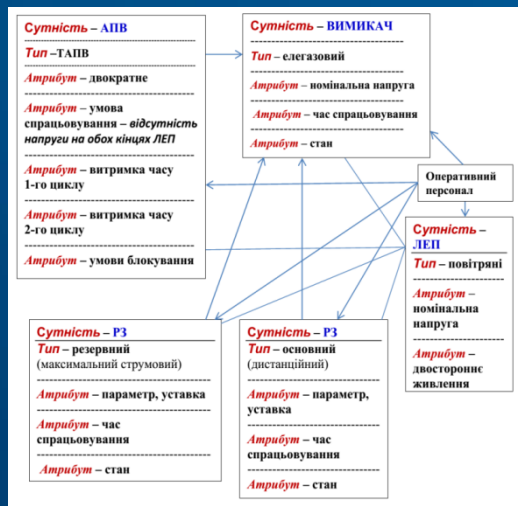 Сутність – АПВ
Тип –ТАПВ
Атрибут – двократне
Атрибут – умова
спрацьовування – відсутність
напруги на обох кінцях ЛЕП
Атрибут – витримка часу
1-го циклу
Атрибут – витримка часу
2-го циклу
Атрибут – умови блокування
Сутність – ВИМИКАЧ
Тип – елегазовий
Атрибут – номінальна напруга
Атрибут – час спрацьовування
Атрибут – стан
Оперативний
персонал
Сутність –
ЛЕП
Тип – повітряні
Атрибут –
номінальна
напруга
Атрибут –
двостороннє
живлення
Сутність – РЗ
Тип – резервний
(максимальний струмовий)
Атрибут – параметр, уставка
Атрибут – час
спрацьовування
Атрибут – стан
Сутність – РЗ
Тип – основний
(дистанційний)
Атрибут – параметр,
уставка
Атрибут – час
спрацьовування
Атрибут – стан